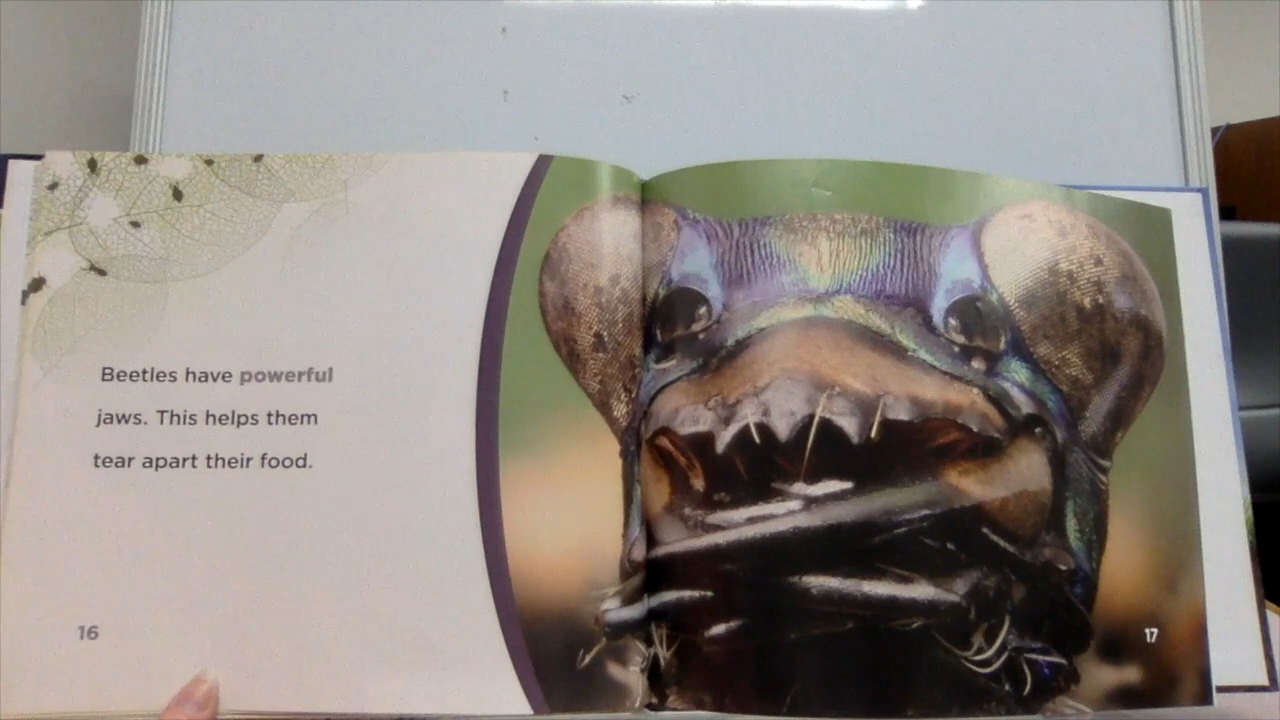 Beetles have powerful
jaws. This helps them
tear apart their food.
16
17